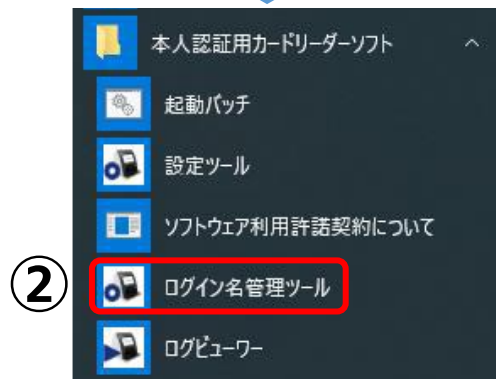 本人認証用カードリーダーソフト
起動バッチ
設定ツール
ソフトウェア利用許諾契約について
② ログイン名管理ツール
ログビューワー